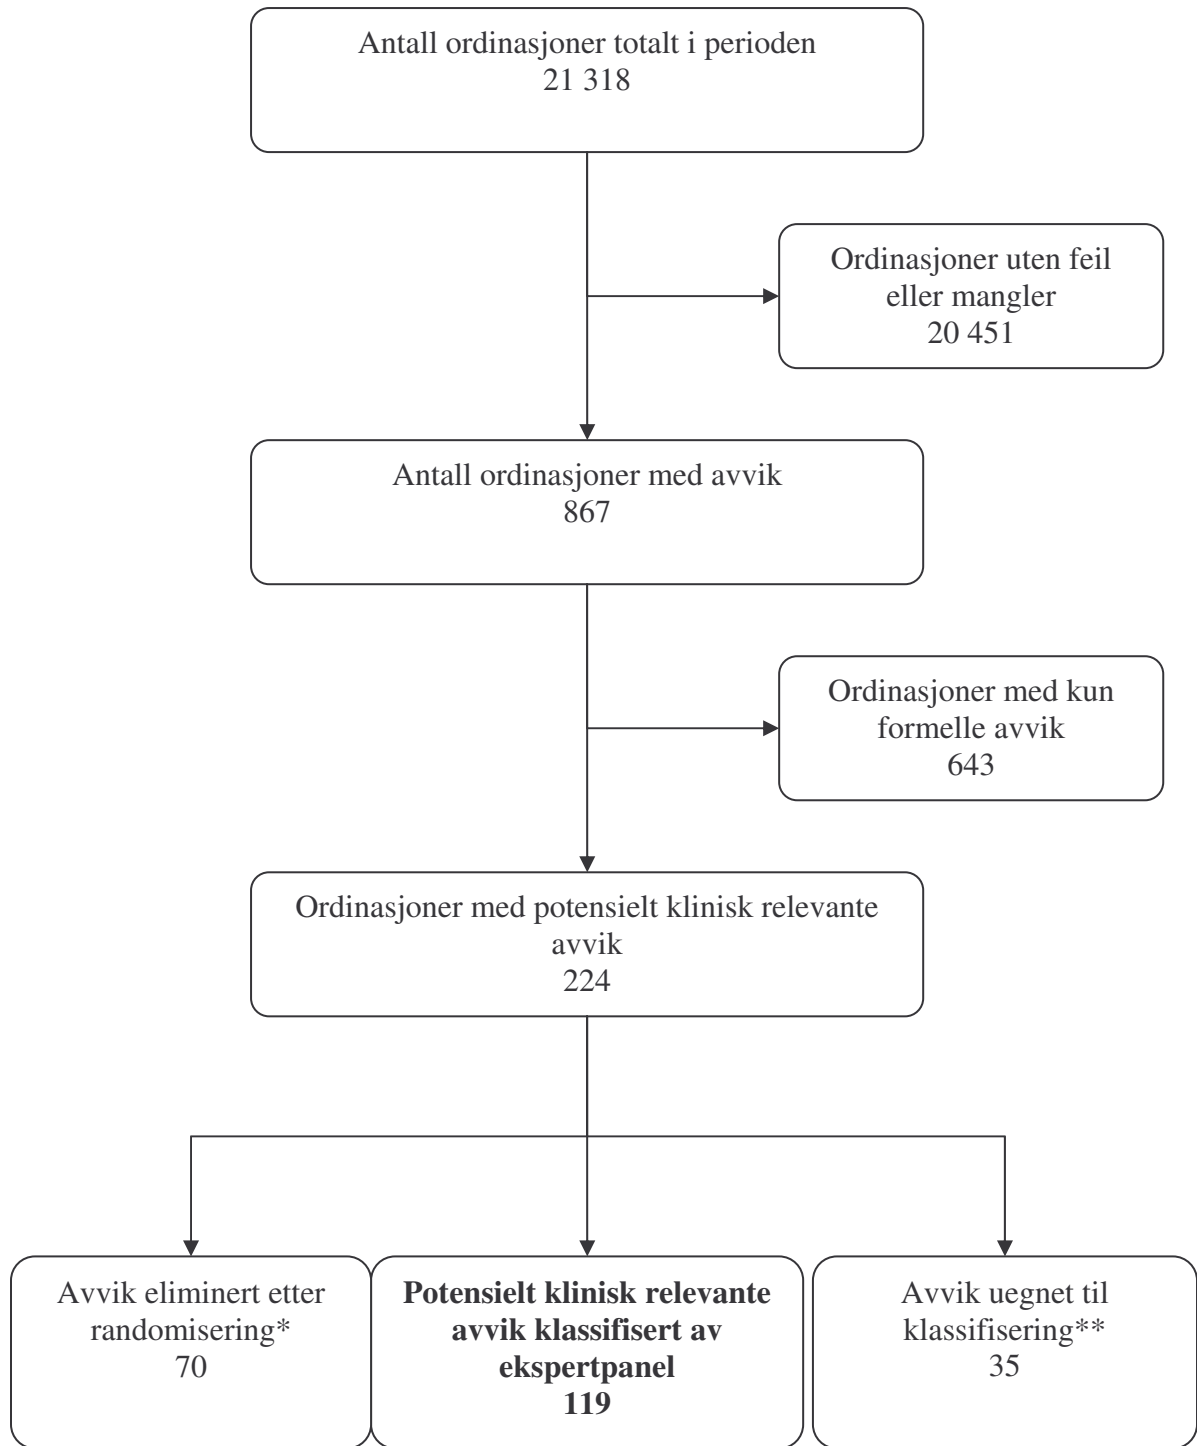 Antall ordinasjoner totalt i perioden
21 318
Ordinasjoner uten feil
eller mangler
20 451
Antall ordinasjoner med avvik
867
Ordinasjoner med kun
formelle avvik
643
Ordinasjoner med potensielt klinisk relevante
avvik
224
Avvik eliminert etter
randomisering*
70
Potensielt klinisk relevante
avvik klassifisert av
ekspertpanel
119
Avvik uegnet til
klassifisering**
35